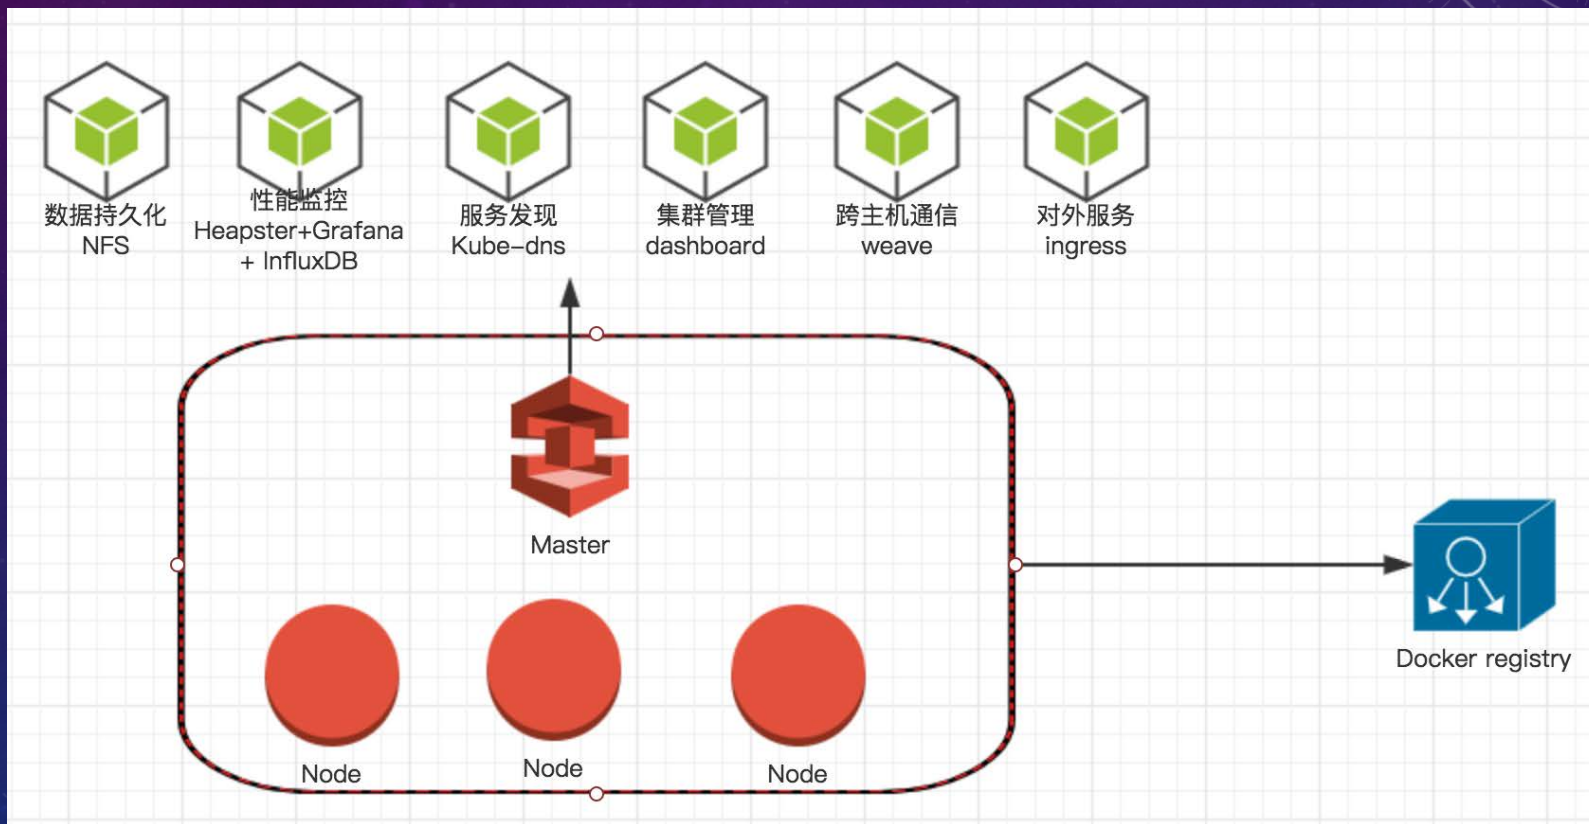 数据持久化
NFS
性能监控
Heapster+Grafana
+ InfluxDB
服务发现
Kube-dns
集群管理
dashboard
跨主机通信
weave
对外服务
ingress
Master
Node
Node
Node
Docker registry